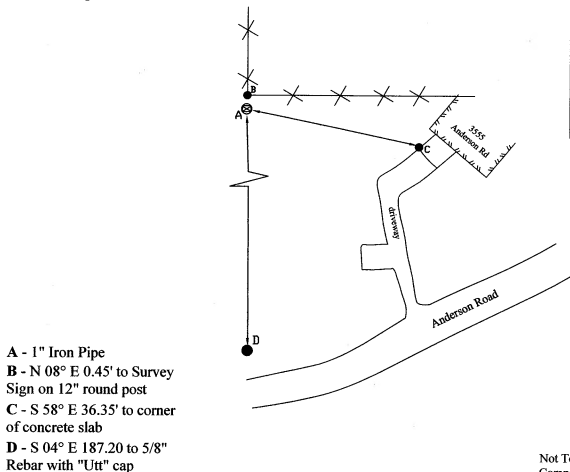 B
A
3555
Anderson Rd
C
driveway
Anderson Road
D
A - 1" Iron Pipe
B - N 08° E 0.45' to Survey
Sign on 12" round post
C - S 58° E 36.35' to corner
of concrete slab
D - S 04° E 187.20 to 5/8"
Rebar with "Utt" cap
Not